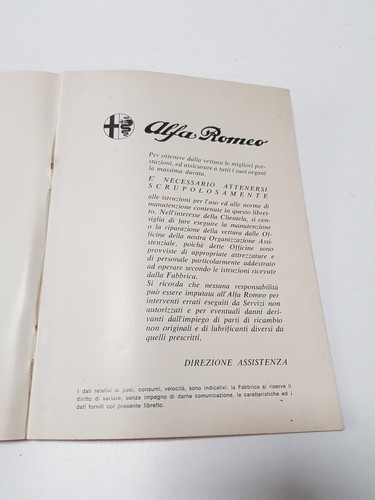 Alfa Romeo
Per ottenere dalla vettura le migliori pre-
stazioni, ed assicurare a tutti i suoi organi
la massima durata,
E' NECESSARIO ATTENERSI
SCRUPOLOSAMENTE
alle istruzioni per l'uso ed alle norme di
manutenzione contenute in questo libret-
to. Nell'interesse della Clientela, si con-
siglia di fare eseguire la manutenzione
o la riparazione della vettura dalle Of-
ficine della nostra Organizzazione Assi-
stenziale, poichè dette Officine sono
provviste di appropriate attrezzature e
di personale particolarmente addestrato
ad operare secondo le istruzioni ricevute
dalla Fabbrica.
Si ricorda che nessuna responsabilità
può essere imputata all'Alfa Romeo per
interventi errati eseguiti da Servizi non
autorizzati e per eventuali danni deri-
vanti dall'impiego di parti di ricambio
non originali e di lubrificanti diversi da
quelli prescritti.
DIREZIONE ASSISTENZA
I dati relativi ai pesi, consumi, velocità, sono indicativi: la Fabbrica si riserva il
diritto di variare, senza impegno di darne comunicazione, le caratteristiche ed i
dati forniti col presente libretto.